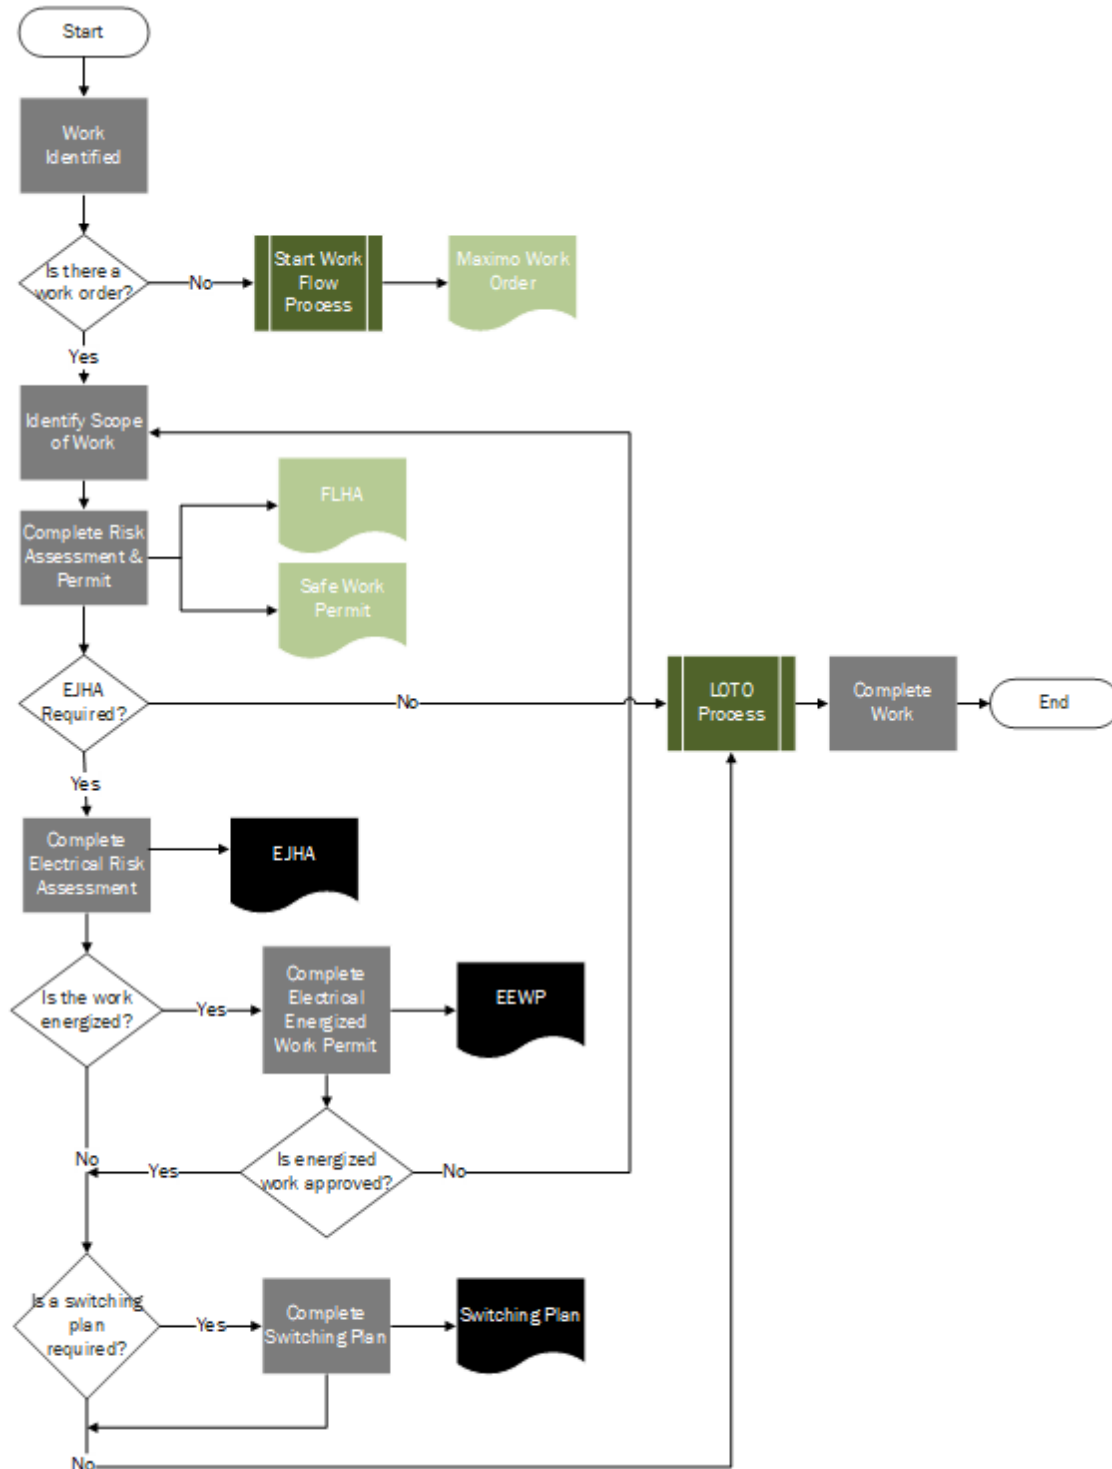 Start
Work
Identified
Is there a
work order?
No
Start Work
Flow
Process
Maximo Work
Order
Yes
Identify Scope
of Work
FLHA
Complete Risk
Assessment &
Permit
Safe Work
Permit
EJHA
Required?
No
LOTO
Process
Complete
Work
End
Yes
Complete
Electrical Risk
Assessment
EJHA
Is the work
energized?
Yes
Complete
Electrical
Energized
Work Permit
EEWP
No
Yes
Is energized
work approved?
No
Is a switching
plan
required?
Yes
Complete
Switching Plan
Switching Plan
No